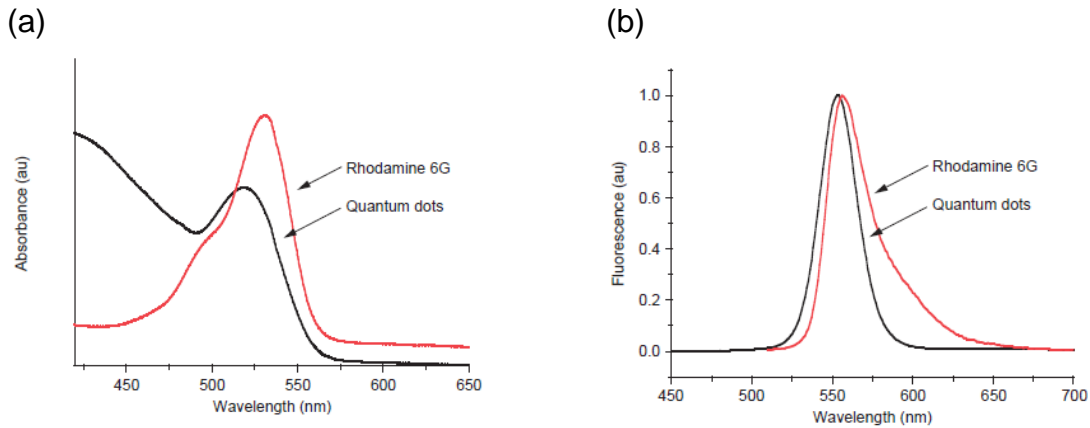 (a)
Absorbance (au)
Rhodamine 6G
Quantum dots
450 500 550 600 650
Wavelength (nm)
(b)
1.0
0.8
0.6
0.4
0.2
0.0
Fluorescence (au)
Rhodamine 6G
Quantum dots
450 500 550 600 650 700
Wavelength (nm)